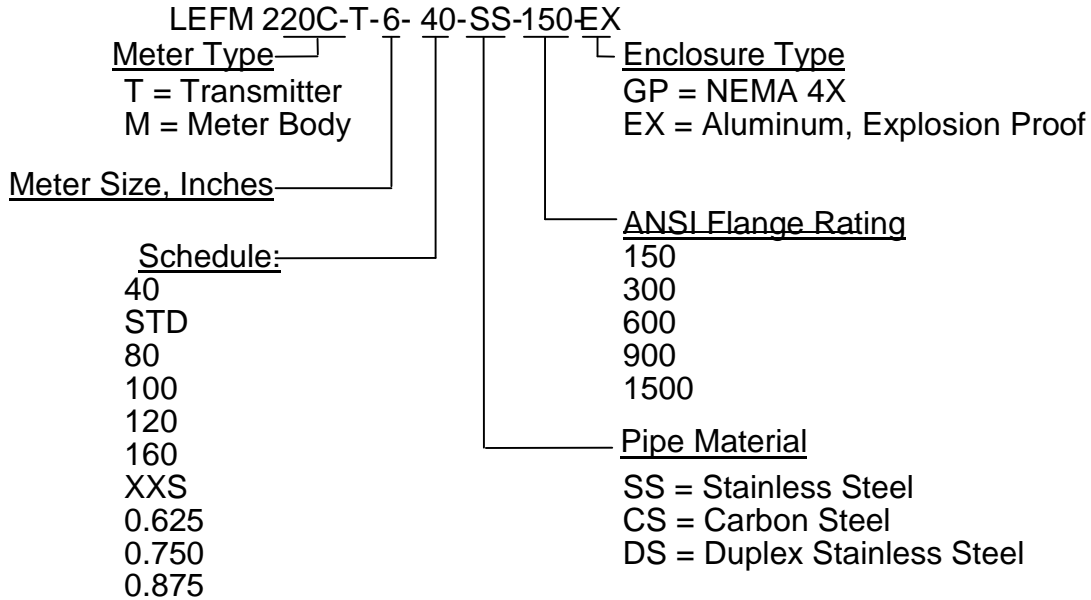 LEFM 220C-T-6- 40-SS-150-EX
Meter Type
T = Transmitter
M = Meter Body
Meter Size, Inches
Schedule:
40
STD
80
100
120
160
XXS
0.625
0.750
0.875
Enclosure Type
GP = NEMA 4X
EX = Aluminum, Explosion Proof
ANSI Flange Rating
150
300
600
900
1500
Pipe Material
SS = Stainless Steel
CS = Carbon Steel
DS = Duplex Stainless Steel